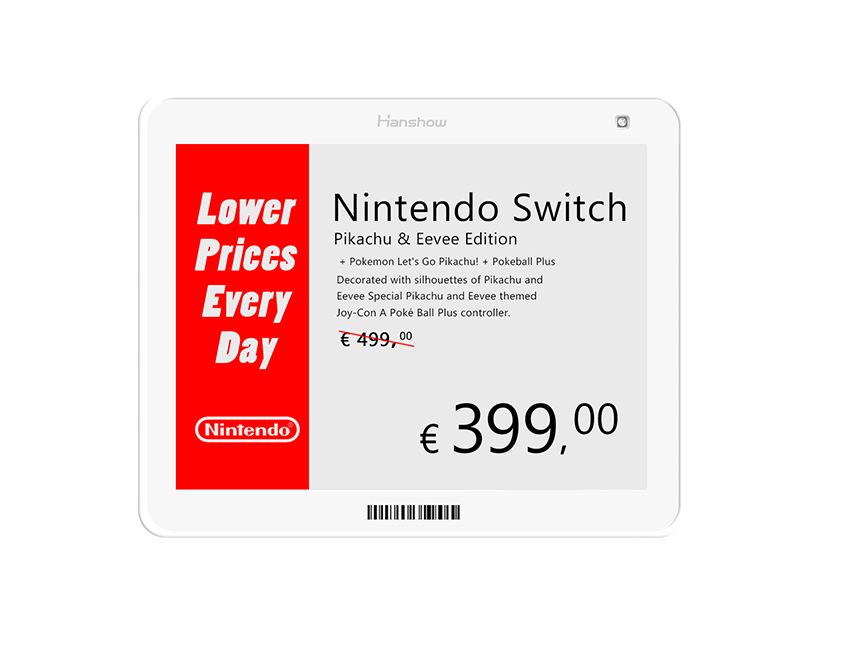 Hanshow
Lower
Prices
Every
Day
Nintendo®
Nintendo Switch
Pikachu & Eevee Edition
+ Pokemon Let's Go Pikachu! + Pokeball Plus
Decorated with silhouettes of Pikachu and
Eevee Special Pikachu and Eevee themed
Joy-Con A Poké Ball Plus controller.
€ 499,00
€ 399,00